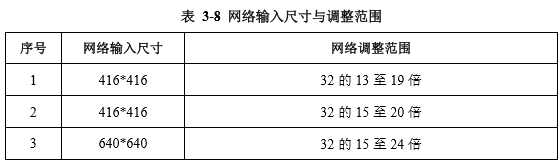 表 3-8 网络输入尺寸与调整范围
序号 网络输入尺寸 网络调整范围
1 416*416 32 的 13 至 19 倍
2 416*416 32 的 15 至 20 倍
3 640*640 32 的 15 至 24 倍